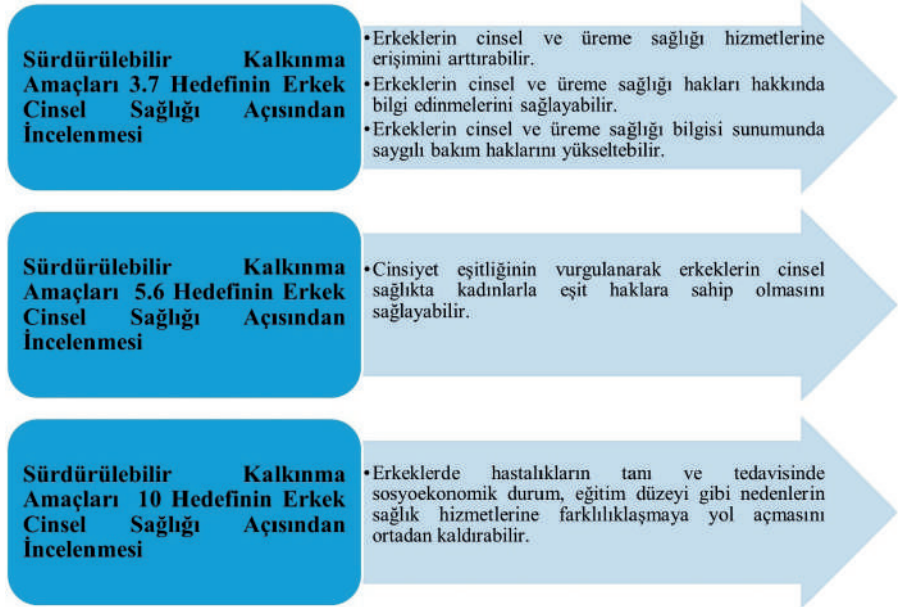 Sürdürülebilir Kalkınma
Amaçları 3.7 Hedefinin Erkek
Cinsel Sağlığı Açısından
İncelenmesi
•Erkeklerin cinsel ve üreme sağlığı hizmetlerine
erişimini arttırabilir.
•Erkeklerin cinsel ve üreme sağlığı hakları hakkında
bilgi edinmelerini sağlayabilir.
•Erkeklerin cinsel ve üreme sağlığı bilgisi sunumunda
saygılı bakım haklarını yükseltebilir.
Sürdürülebilir Kalkınma
Amaçları 5.6 Hedefinin Erkek
Cinsel Sağlığı Açısından
İncelenmesi
•Cinsiyet eşitliğinin vurgulanarak erkeklerin cinsel
sağlıkta kadınlarla eşit haklara sahip olmasını
sağlayabilir.
Sürdürülebilir Kalkınma
Amaçları 10 Hedefinin Erkek
Cinsel Sağlığı Açısından
İncelenmesi
•Erkeklerde hastalıkların tanı ve tedavisinde
sosyoekonomik durum, eğitim düzeyi gibi nedenlerin
sağlık hizmetlerine farklılıklaşmaya yol açmasını
ortadan kaldırabilir.